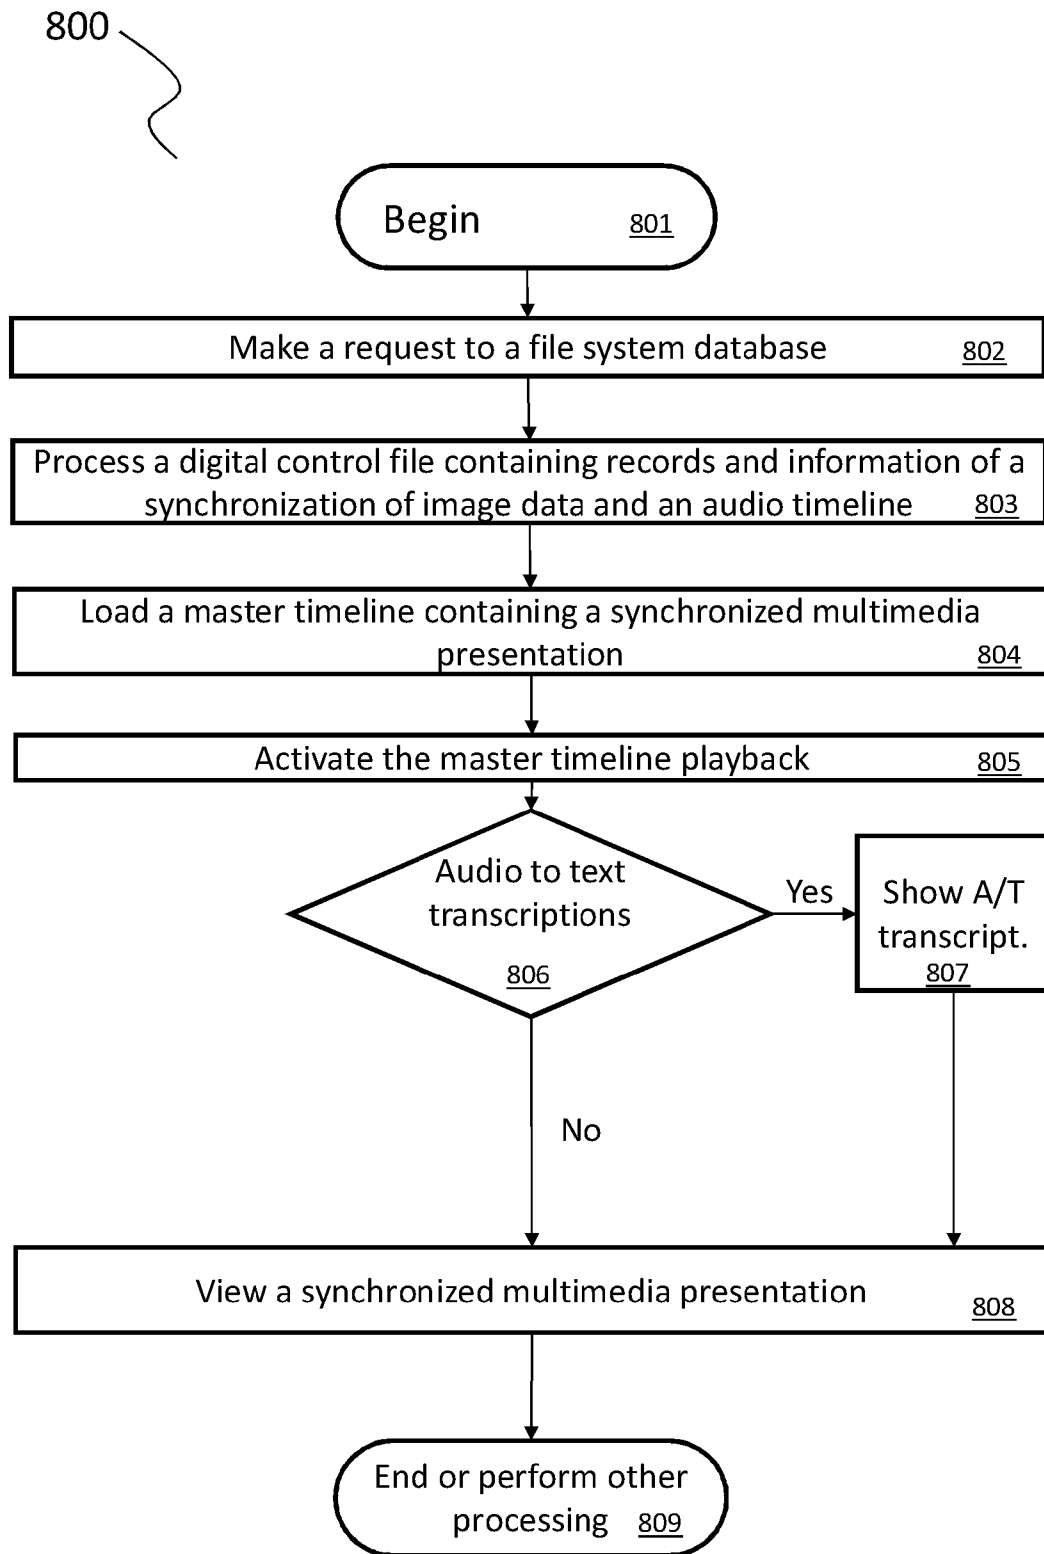 800
Begin 801
Make a request to a file system database 802
Process a digital control file containing records and information of a
synchronization of image data and an audio timeline 803
Load a master timeline containing a synchronized multimedia
presentation 804
Activate the master timeline playback 805
Audio to text
transcriptions
806
Yes
Show A/T
transcript.
807
No
View a synchronized multimedia presentation 808
End or perform other
processing 809